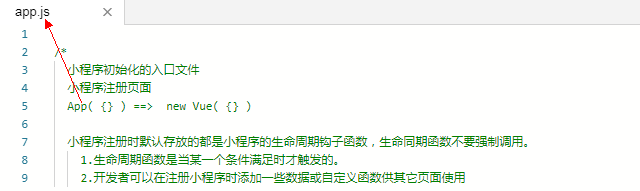 app.js
1
2 /*
3 小程序初始化的入口文件
4 小程序注册页面
5 App( {} ) ==> new Vue( {} )
6
7 小程序注册时默认存放的都是小程序的生命周期钩子函数，生命同期函数不要强制调用。
8 1.生命周期函数是当某一个条件满足时才触发的。
9 2.开发者可以在注册小程序时添加一些数据或自定义函数供其它页面使用